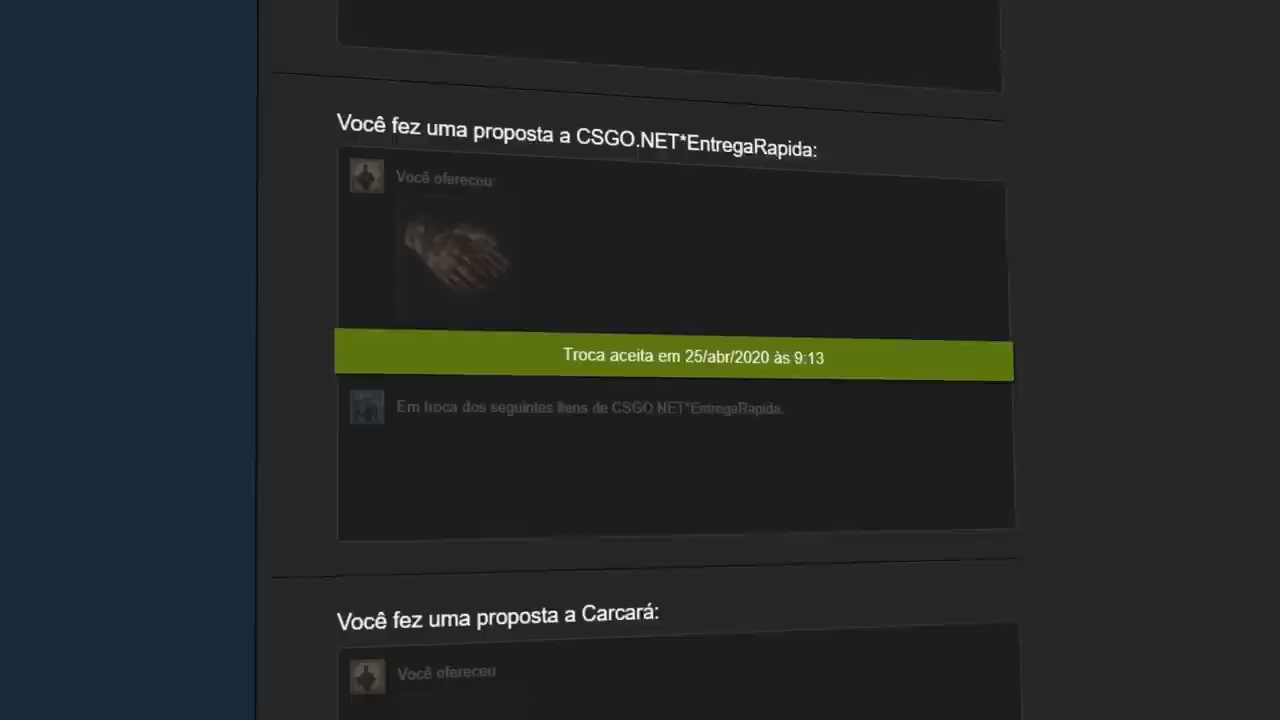 Você fez uma proposta a CSGO.NET*EntregaRapida:
Você ofereceu:
Troca aceita em 25/abr/2020 às 9:13
Em troca dos seguintes itens de CSGO.NET*EntregaRapida.
Você fez uma proposta a Carcará:
Você ofereceu